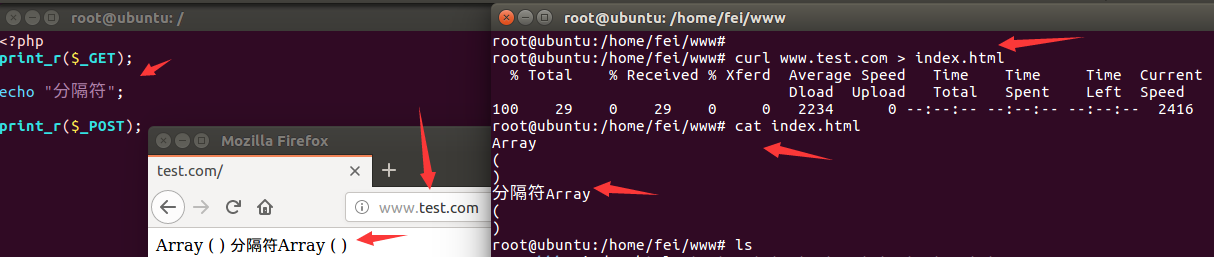 root@ubuntu: /
<?php
print_r($_GET);
echo "分隔符";
print_r($_POST);
Mozilla Firefox
test.com/
www.test.com
Array ( ) 分隔符Array ( )
root@ubuntu: /home/fei/www
root@ubuntu:/home/fei/www#
root@ubuntu:/home/fei/www# curl www.test.com > index.html
% Total % Received % Xferd Average Speed Time Time Time Current
Dload Upload Total Spent Left Speed
100 29 0 29 0 0 2234 0 --:--:-- --:--:-- --:--:-- 2416
root@ubuntu:/home/fei/www# cat index.html
Array
(
)
分隔符Array
(
)
root@ubuntu:/home/fei/www# ls